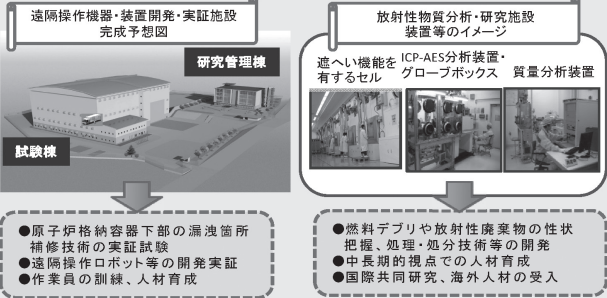 遠隔操作機器・装置開発・実証施設
完成予想図
研究管理棟
試験棟
●原子炉格納容器下部の漏洩箇所
補修技術の実証試験
●遠隔操作ロボット等の開発実証
●作業員の訓練、人材育成
放射性物質分析・研究施設
装置等のイメージ
遮へい機能を
有するセル
ICP-AES分析装置・
グローブボックス
質量分析装置
●燃料デブリや放射性廃棄物の性状
把握、処理・処分技術等の開発
●中長期的視点での人材育成
●国際共同研究、海外人材の受入